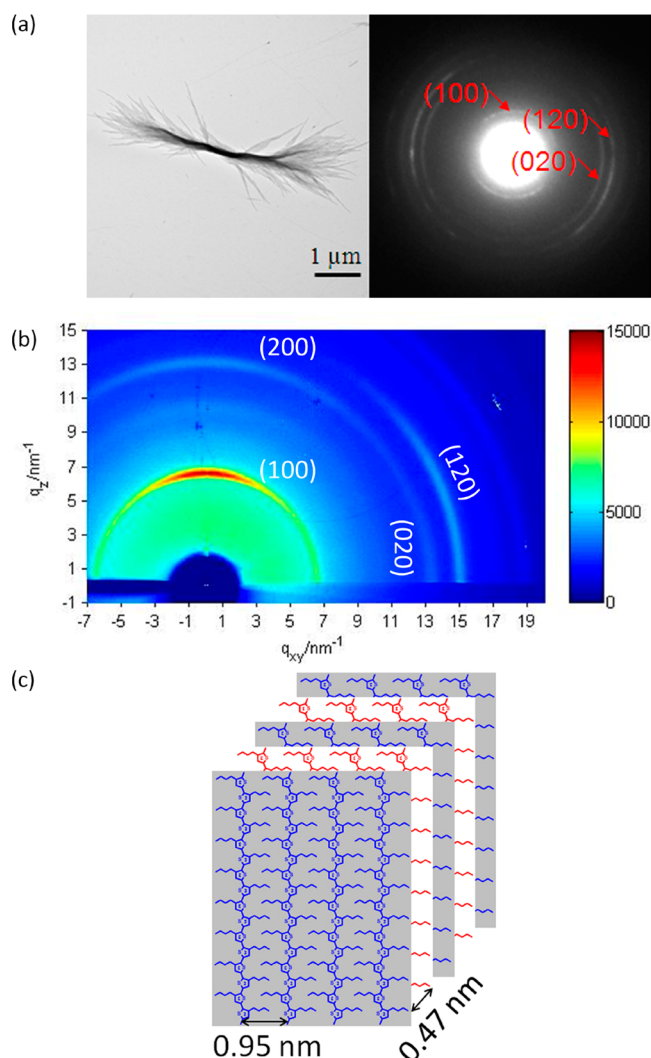 (a)
(100)
(120)
(020)
1 μm
(b)
15
13
11
9
7
5
3
1
-1
q_z/nm⁻¹
(200)
(100)
(120)
(020)
-7 -5 -3 -1 1 3 5 7 9 11 13 15 17 19
q_xy/nm⁻¹
15000
10000
5000
0
(c)
0.95 nm
0.47 nm